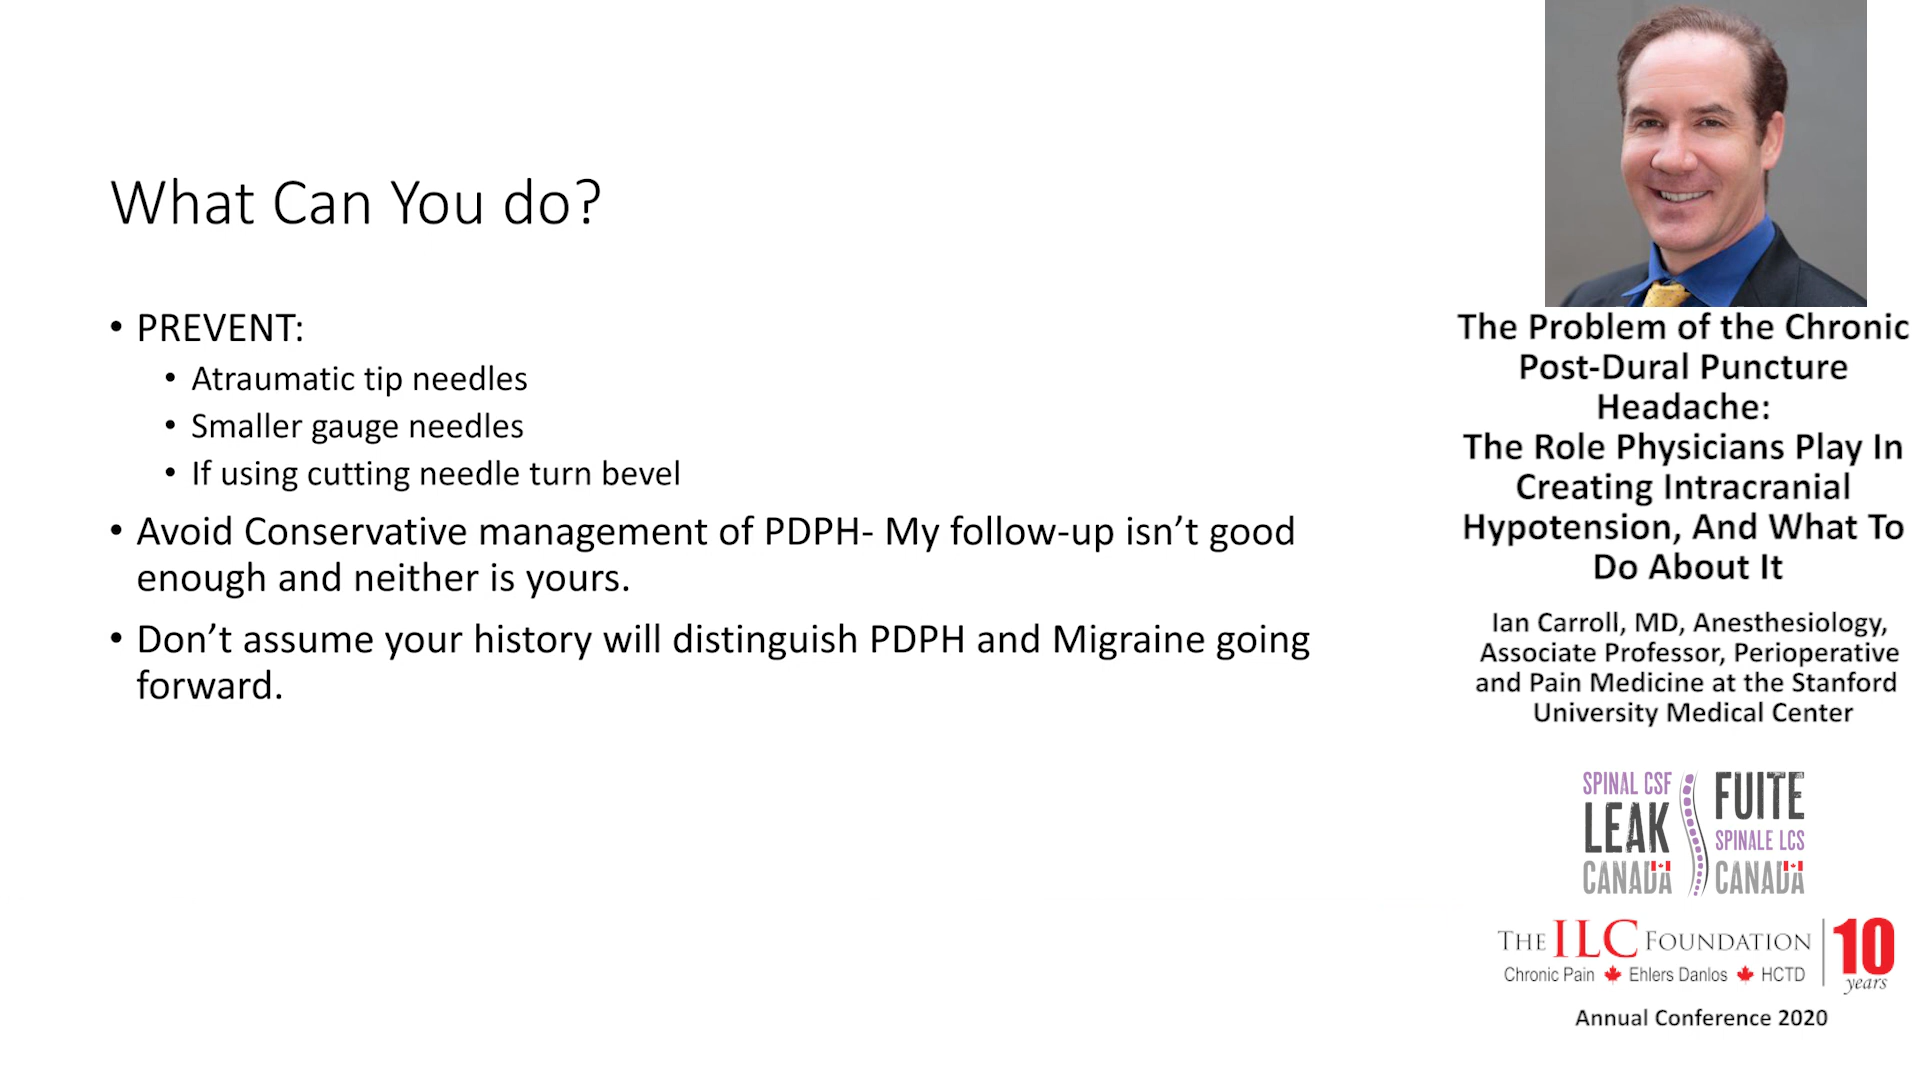 What Can You do?
• PREVENT:
• Atraumatic tip needles
• Smaller gauge needles
• If using cutting needle turn bevel
• Avoid Conservative management of PDPH- My follow-up isn’t good
enough and neither is yours.
• Don’t assume your history will distinguish PDPH and Migraine going
forward.
The Problem of the Chronic
Post-Dural Puncture
Headache:
The Role Physicians Play In
Creating Intracranial
Hypotension, And What To
Do About It
Ian Carroll, MD, Anesthesiology,
Associate Professor, Perioperative
and Pain Medicine at the Stanford
University Medical Center
SPINAL CSF
LEAK
CANADA
FUITE
SPINALE LCS
CANADA
THE ILC FOUNDATION
Chronic Pain Ehlers Danlos HCTD
10
years
Annual Conference 2020